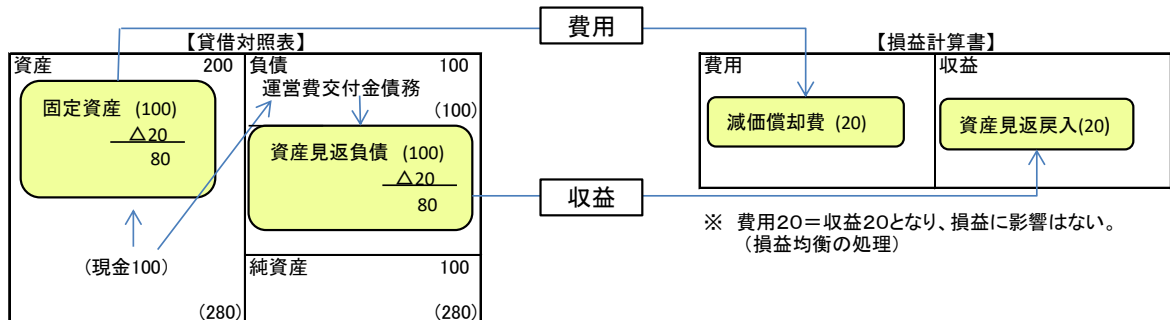 費用
【貸借対照表】
資産 200
固定資産 (100)
△20
80
(現金100)
(280)
負債 100
運営費交付金債務
(100)
資産見返負債 (100)
△20
80
純資産 100
(280)
収益
【損益計算書】
費用
減価償却費 (20)
収益
資産見返戻入(20)
※ 費用20=収益20となり、損益に影響はない。
(損益均衡の処理)